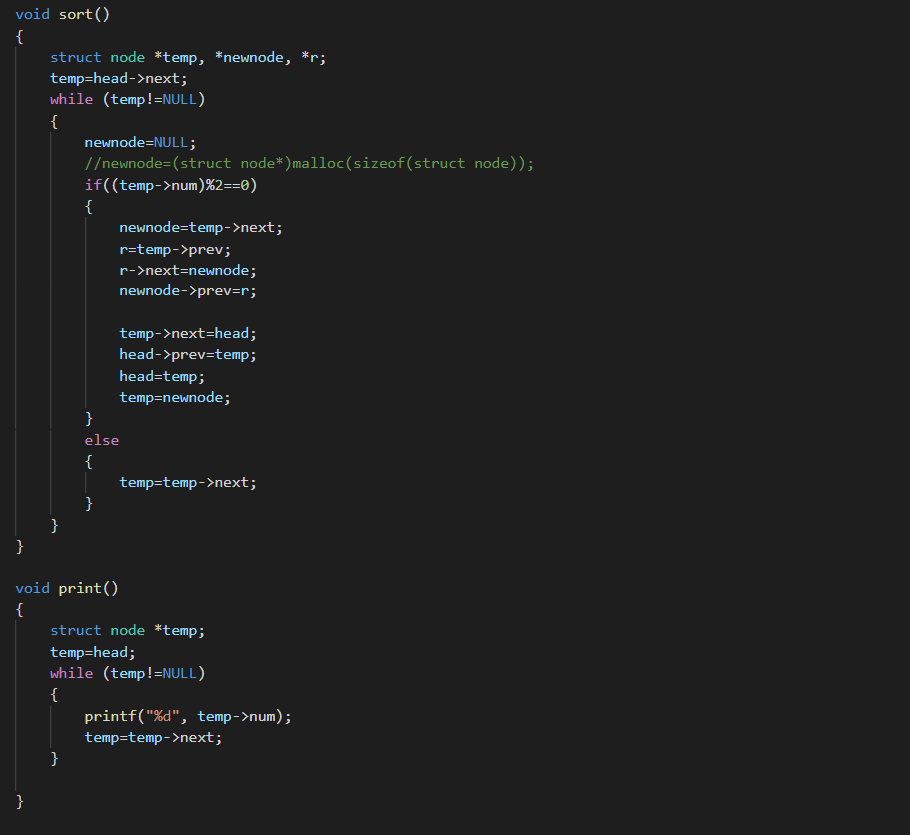 void sort()
{
    struct node *temp, *newnode, *r;
    temp=head->next;
    while (temp!=NULL)
    {
        newnode=NULL;
        //newnode=(struct node*)malloc(sizeof(struct node));
        if((temp->num)%2==0)
        {
            newnode=temp->next;
            r=temp->prev;
            r->next=newnode;
            newnode->prev=r;

            temp->next=head;
            head->prev=temp;
            head=temp;
            temp=newnode;
        }
        else
        {
            temp=temp->next;
        }
    }
}

void print()
{
    struct node *temp;
    temp=head;
    while (temp!=NULL)
    {
        printf("%d", temp->num);
        temp=temp->next;
    }

}